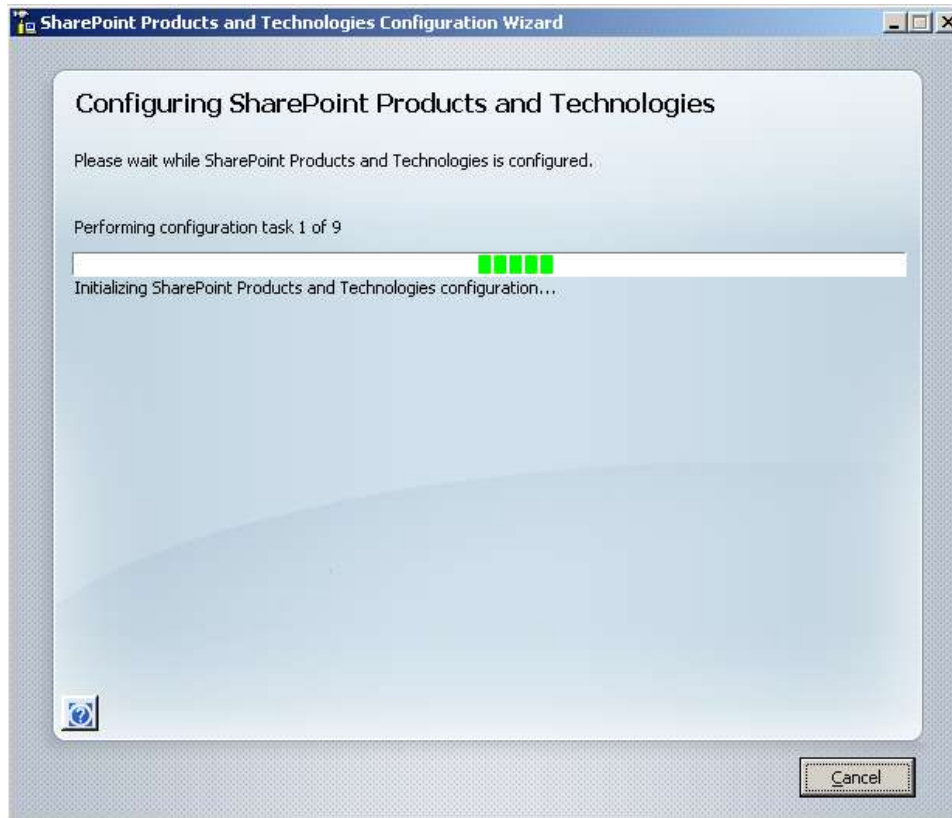 SharePoint Products and Technologies Configuration Wizard
Configuring SharePoint Products and Technologies
Please wait while SharePoint Products and Technologies is configured.
Performing configuration task 1 of 9
Initializing SharePoint Products and Technologies configuration...
Cancel